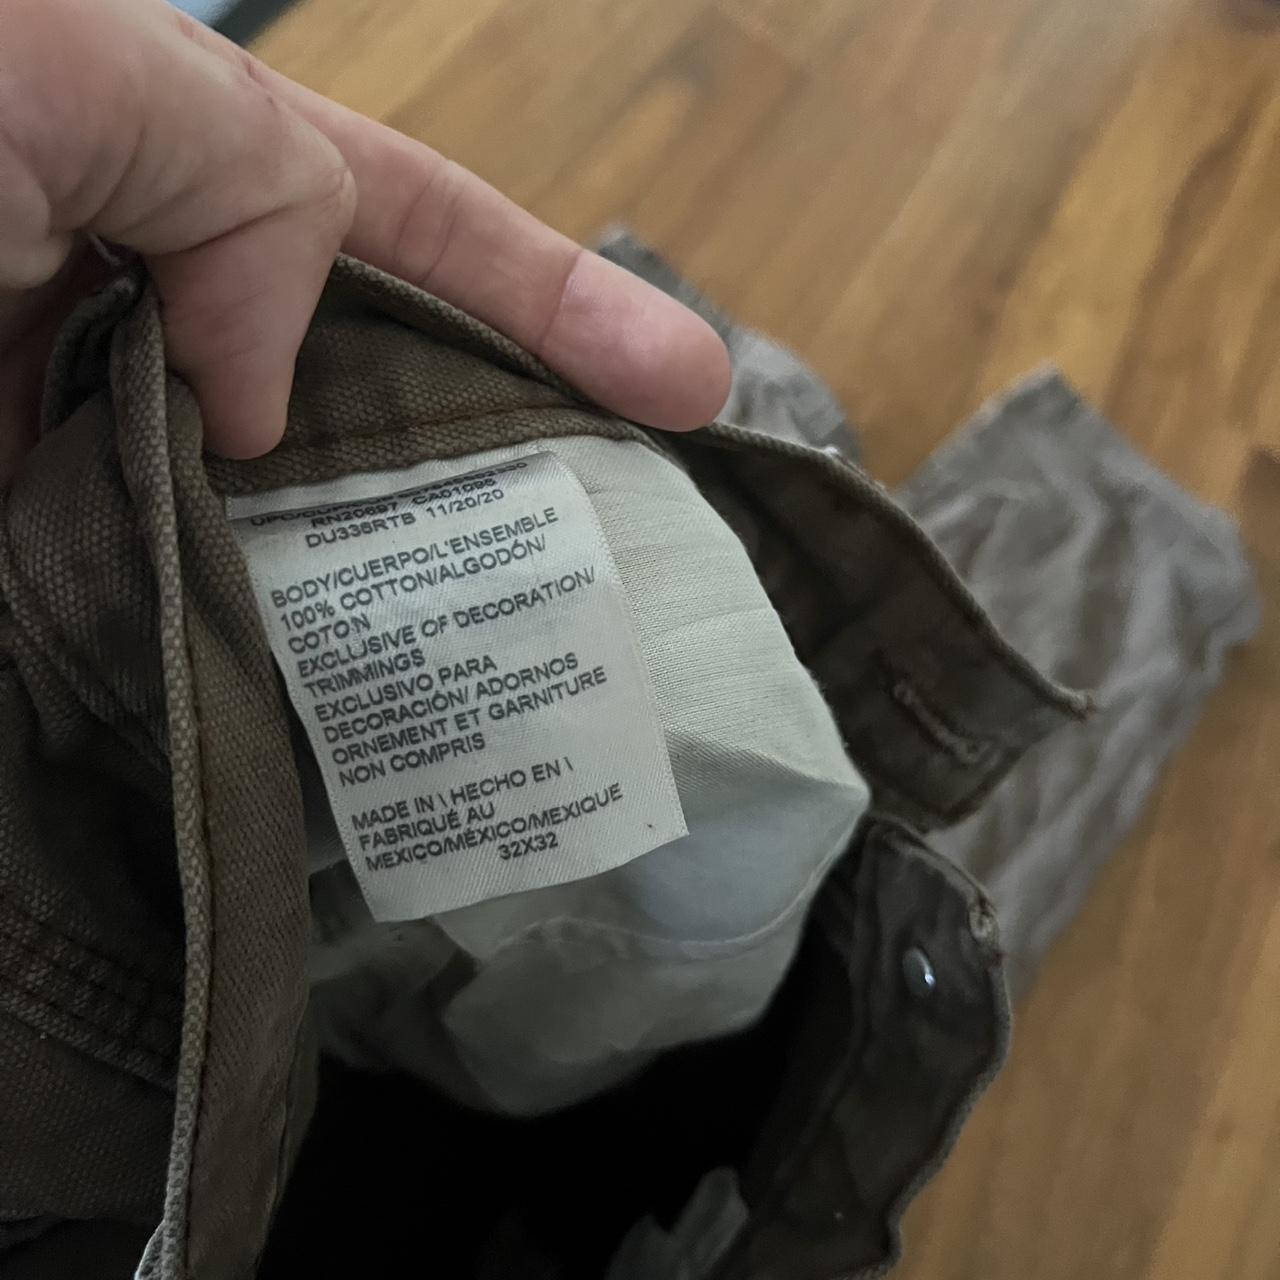 RN20697 CA01095
DU336RTB 11/20/20
BODY/CUERPO/L'ENSEMBLE
100% COTTON/ALGODÓN/
COTON
EXCLUSIVE OF DECORATION/
TRIMMINGS
EXCLUSIVO PARA
DECORACIÓN/ ADORNOS
ORNEMENT ET GARNITURE
NON COMPRIS
MADE IN \ HECHO EN \
FABRIQUÉ AU
MEXICO/MÉXICO/MEXIQUE
32X32